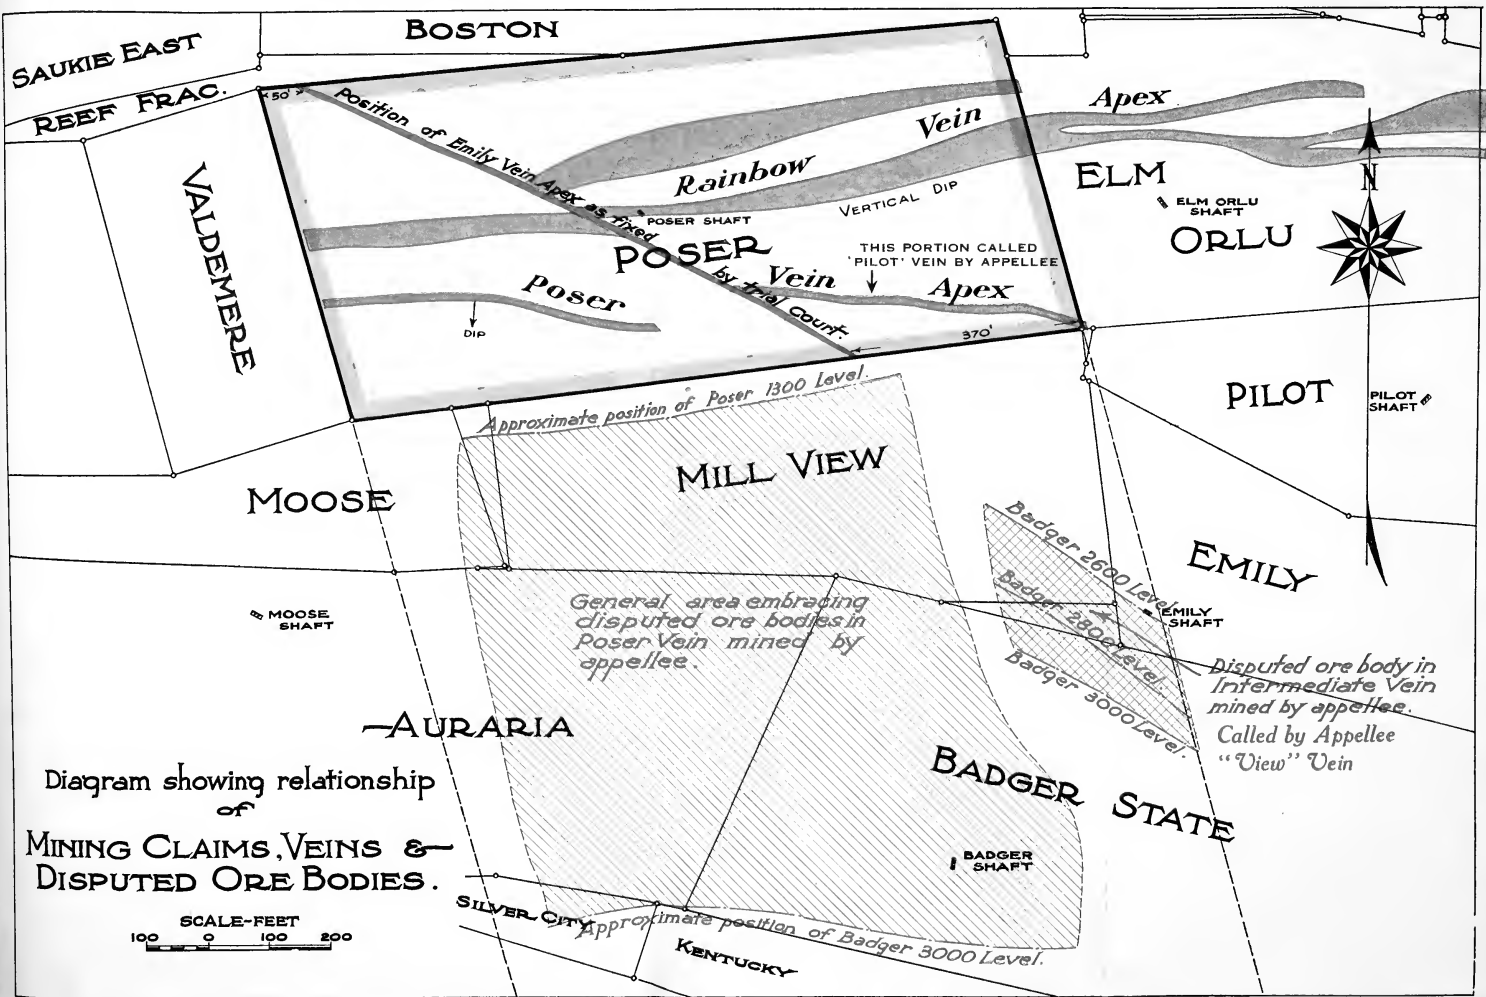 BOSTON
SAUKIE EAST
REEF FRAC.
50'
Position of Emily Vein Apex as fixed
by trial court.
Rainbow Vein Apex
VERTICAL DIP
POSER SHAFT
POSER
ELM
ORLU
ELM ORLU
SHAFT
N
VALDEMERE
THIS PORTION CALLED
'PILOT' VEIN BY APPELLEE
Poser Vein Apex
DIP
370'
PILOT
PILOT
SHAFT
Approximate position of Poser 1300 Level.
MILL VIEW
MOOSE
MOOSE
SHAFT
EMILY
EMILY
SHAFT
Badger 2600 Level.
Badger 2800 Level.
Badger 3000 Level.
General area embracing
disputed ore bodies in
Poser Vein mined by
appellee.
Disputed ore body in
Intermediate Vein
mined by appellee.
Called by Appellee
"View" Vein
AURARIA
BADGER STATE
BADGER
SHAFT
Diagram showing relationship
of
MINING CLAIMS, VEINS &
DISPUTED ORE BODIES.
SCALE-FEET
100 0 100 200
SILVER CITY
Approximate position of Badger 3000 Level.
KENTUCKY